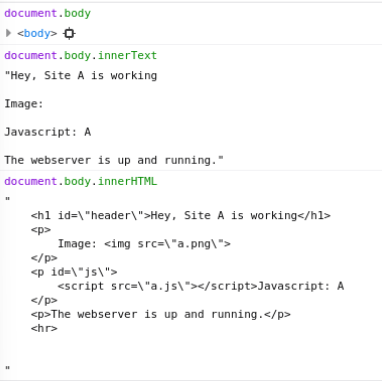 document.body
<body>
document.body.innerText
"Hey, Site A is working
Image:
Javascript: A
The webserver is up and running."
document.body.innerHTML
"
<h1 id=\"header\">Hey, Site A is working</h1>
<p>
Image: <img src=\"a.png\">
</p>
<p id=\"js\">
<script src=\"a.js\"></script>Javascript: A
</p>
<p>The webserver is up and running.</p>
<hr>
"